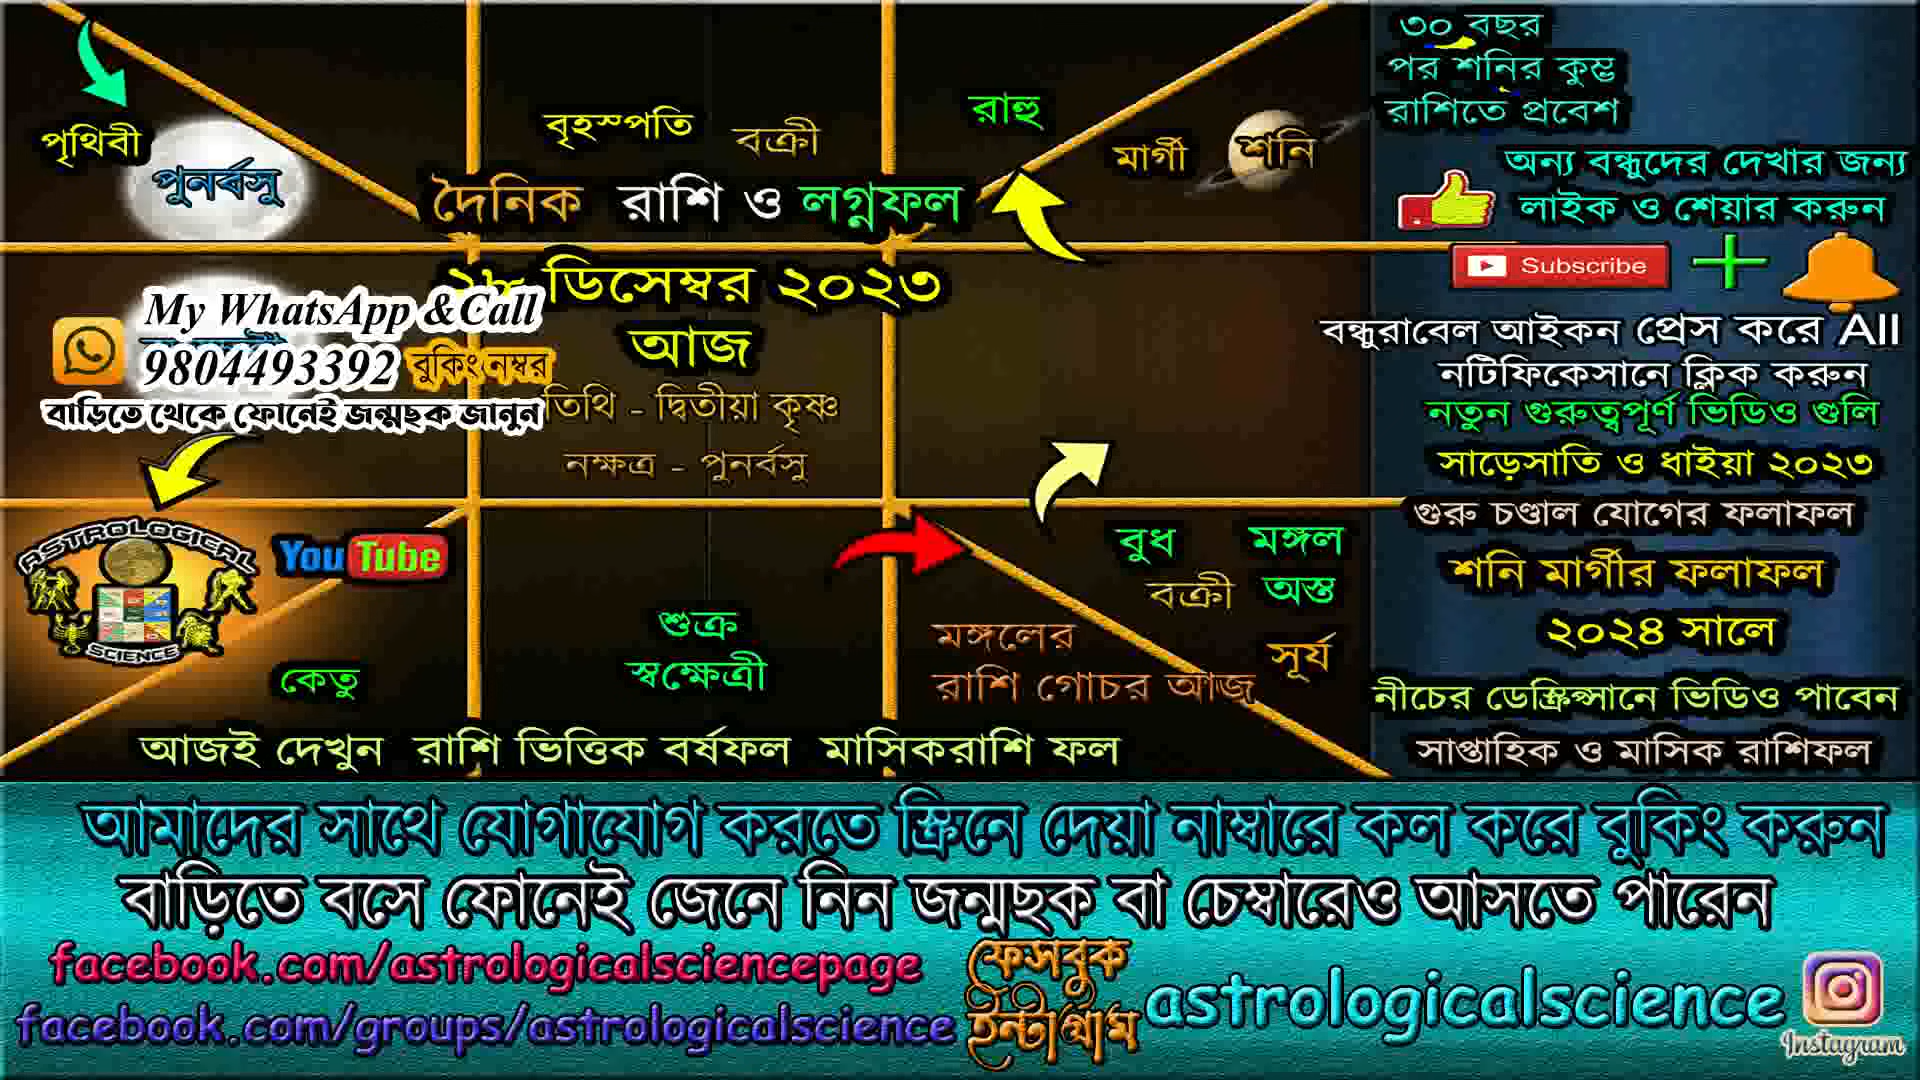 পৃথিবী
পুনর্বসু
বৃহস্পতি বক্রী
রাহু
মার্গী শনি
দৈনিক রাশি ও লগ্নফল
২৮ ডিসেম্বর ২০২৩
আজ
তিথি - দ্বিতীয়া কৃষ্ণ
নক্ষত্র - পুনর্বসু
My WhatsApp &Call
9804493392 বুকিং নম্বর
বাড়িতে থেকে ফোনেই জন্মছক জানুন
ASTROLOGICAL
SCIENCE
YouTube
কেতু
শুক্র
স্বক্ষেত্রী
বুধ মঙ্গল
বক্রী অস্ত
সূর্য
মঙ্গলের
রাশি গোচর আজ
আজই দেখুন রাশি ভিত্তিক বর্ষফল মাসিকরাশি ফল
৩০ বছর
পর শনির কুম্ভ
রাশিতে প্রবেশ
অন্য বন্ধুদের দেখার জন্য
লাইক ও শেয়ার করুন
Subscribe
বন্ধুরাবেল আইকন প্রেস করে All
নটিফিকেসানে ক্লিক করুন
নতুন গুরুত্বপূর্ণ ভিডিও গুলি
সাড়েসাতি ও ধাইয়া ২০২৩
গুরু চণ্ডাল যোগের ফলাফল
শনি মার্গীর ফলাফল
২০২৪ সালে
নীচের ডেস্ক্রিপ্সানে ভিডিও পাবেন
সাপ্তাহিক ও মাসিক রাশিফল
আমাদের সাথে যোগাযোগ করতে স্ক্রিনে দেয়া নাম্বারে কল করে বুকিং করুন
বাড়িতে বসে ফোনেই জেনে নিন জন্মছক বা চেম্বারেও আসতে পারেন
facebook.com/astrologicalsciencepage
facebook.com/groups/astrologicalscience
ফেসবুক
ইন্টাগ্রাম
astrologicalscience
Instagram